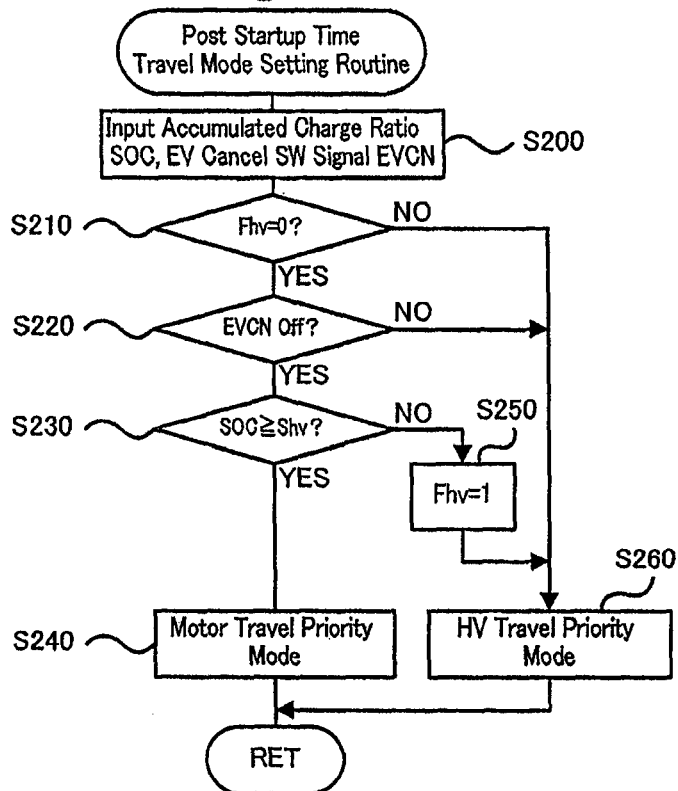 Post Startup Time
Travel Mode Setting Routine
Input Accumulated Charge Ratio
SOC, EV Cancel SW Signal EVCN
S200
S210
Fhv=0?
NO
YES
S220
EVCN Off?
NO
YES
S230
SOC≧Shv?
NO
S250
YES
Fhv=1
S260
S240
Motor Travel Priority
Mode
HV Travel Priority
Mode
RET